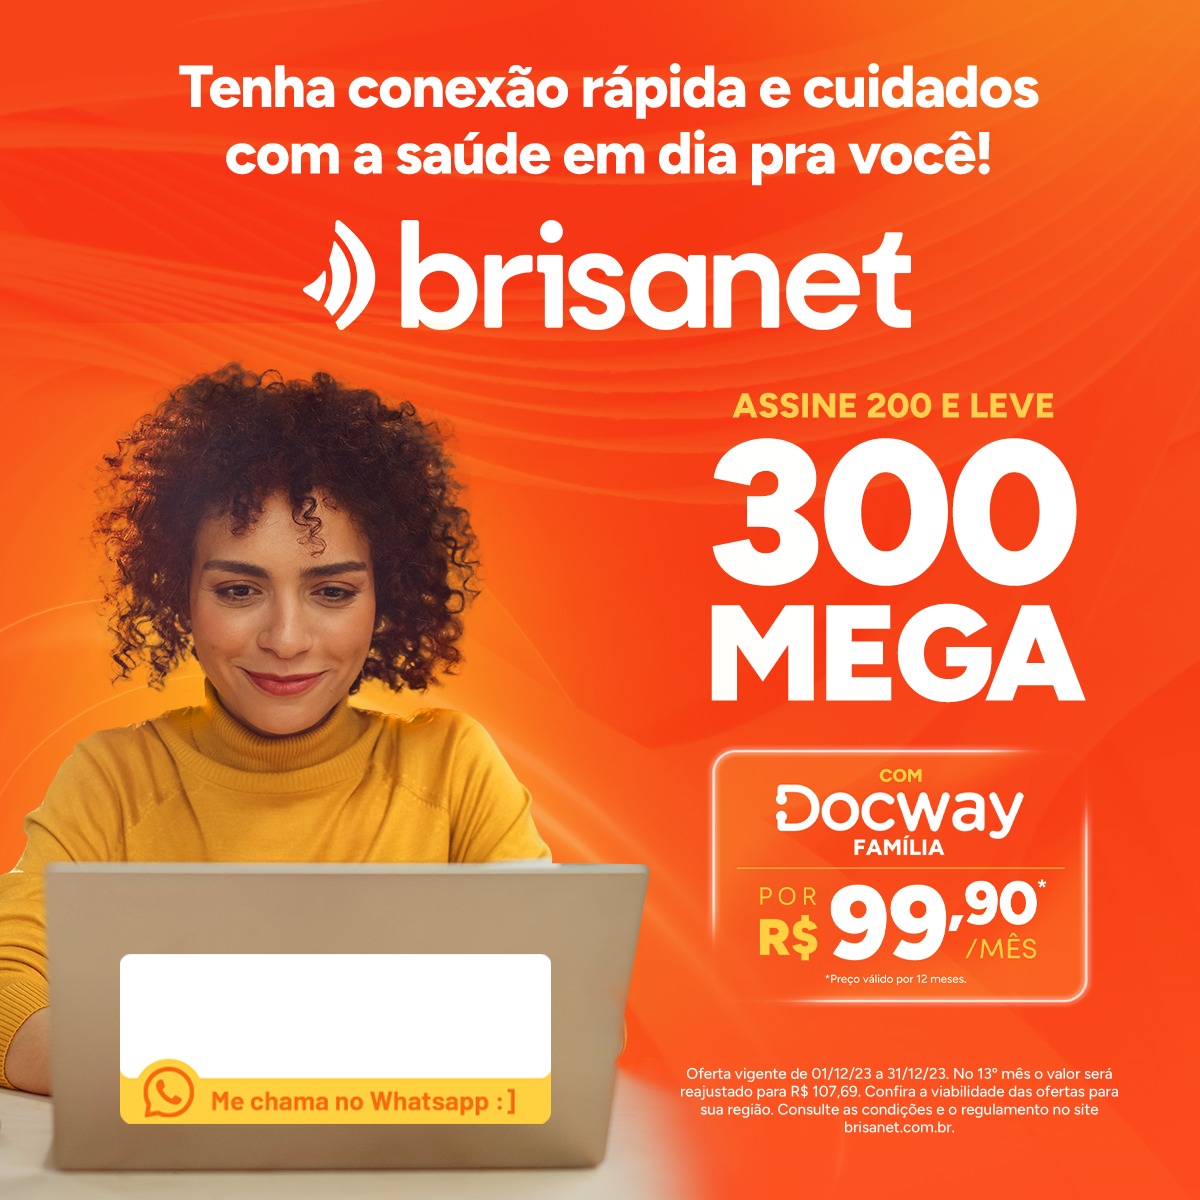 Tenha conexão rápida e cuidados
com a saúde em dia pra você!
brisanet
ASSINE 200 E LEVE
300
MEGA
COM
Docway
FAMÍLIA
POR
R$ 99,90*
/MÊS
*Preço válido por 12 meses.
Me chama no Whatsapp :]
Oferta vigente de 01/12/23 a 31/12/23. No 13º mês o valor será
reajustado para R$ 107,69. Confira a viabilidade das ofertas para
sua região. Consulte as condições e o regulamento no site
brisanet.com.br.